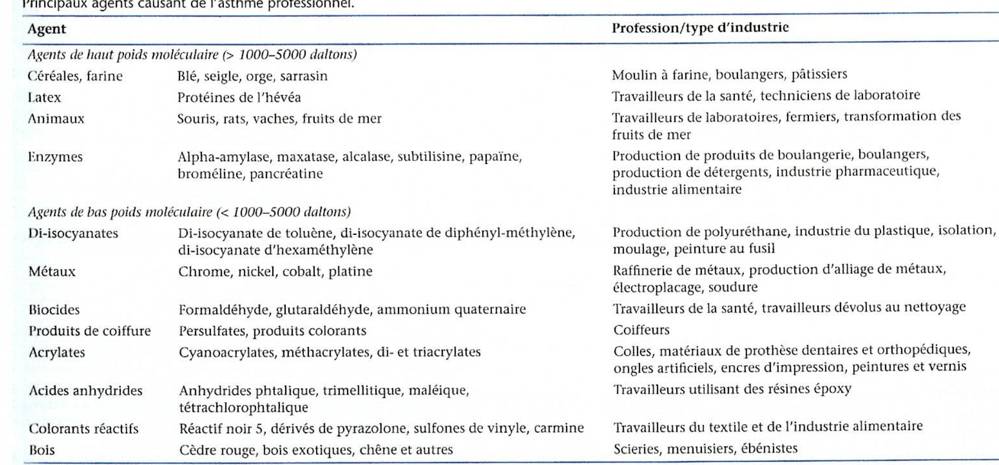 Principaux agents causant de l'asthme professionnel.
Agent Profession/type d'industrie
Agents de haut poids moléculaire (> 1000–5000 daltons)
Céréales, farine Blé, seigle, orge, sarrasin Moulin à farine, boulangers, pâtissiers
Latex Protéines de l'hévéa Travailleurs de la santé, techniciens de laboratoire
Animaux Souris, rats, vaches, fruits de mer Travailleurs de laboratoires, fermiers, transformation des
fruits de mer
Enzymes Alpha-amylase, maxatase, alcalase, subtilisine, papaïne, Production de produits de boulangerie, boulangers,
broméline, pancréatine production de détergents, industrie pharmaceutique,
industrie alimentaire
Agents de bas poids moléculaire (< 1000–5000 daltons)
Di-isocyanates Di-isocyanate de toluène, di-isocyanate de diphényl-méthylène, Production de polyuréthane, industrie du plastique, isolation,
di-isocyanate d'hexaméthylène moulage, peinture au fusil
Métaux Chrome, nickel, cobalt, platine Raffinerie de métaux, production d'alliage de métaux,
électroplacage, soudure
Biocides Formaldéhyde, glutaraldéhyde, ammonium quaternaire Travailleurs de la santé, travailleurs dévolus au nettoyage
Produits de coiffure Persulfates, produits colorants Coiffeurs
Acrylates Cyanoacrylates, méthacrylates, di- et triacrylates Colles, matériaux de prothèse dentaires et orthopédiques,
ongles artificiels, encres d'impression, peintures et vernis
Acides anhydrides Anhydrides phtalique, trimellitique, maléique, Travailleurs utilisant des résines époxy
tétrachlorophtalique
Colorants réactifs Réactif noir 5, dérivés de pyrazolone, sulfones de vinyle, carmine Travailleurs du textile et de l'industrie alimentaire
Bois Cèdre rouge, bois exotiques, chêne et autres Scieries, menuisiers, ébénistes